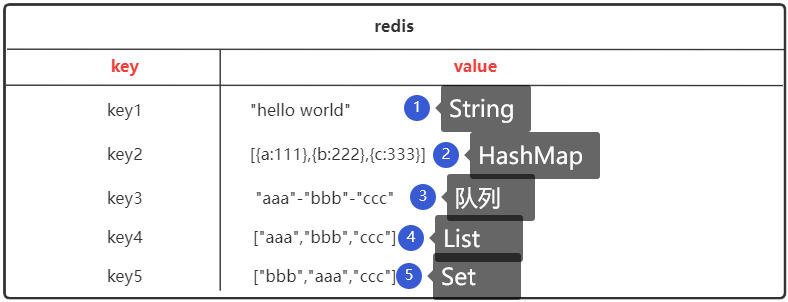 redis
key value
key1 "hello world" 1 String
key2 [{a:111},{b:222},{c:333}] 2 HashMap
key3 "aaa"-"bbb"-"ccc" 3 队列
key4 ["aaa","bbb","ccc"] 4 List
key5 ["bbb","aaa","ccc"] 5 Set